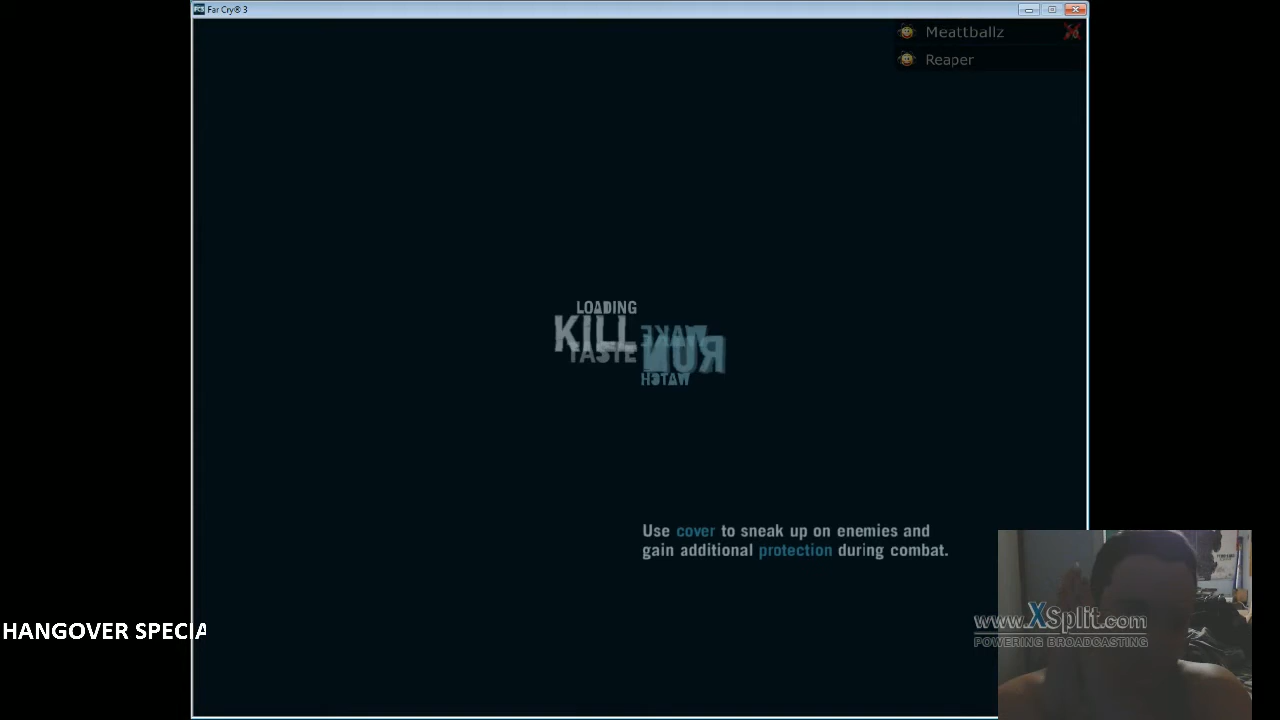 Far Cry® 3
Meattballz
Reaper
LOADING
KILL
WAKE
RUN
TASTE
WATCH
Use cover to sneak up on enemies and
gain additional protection during combat.
HANGOVER SPECIA
www.XSplit.com
POWERING BROADCASTING